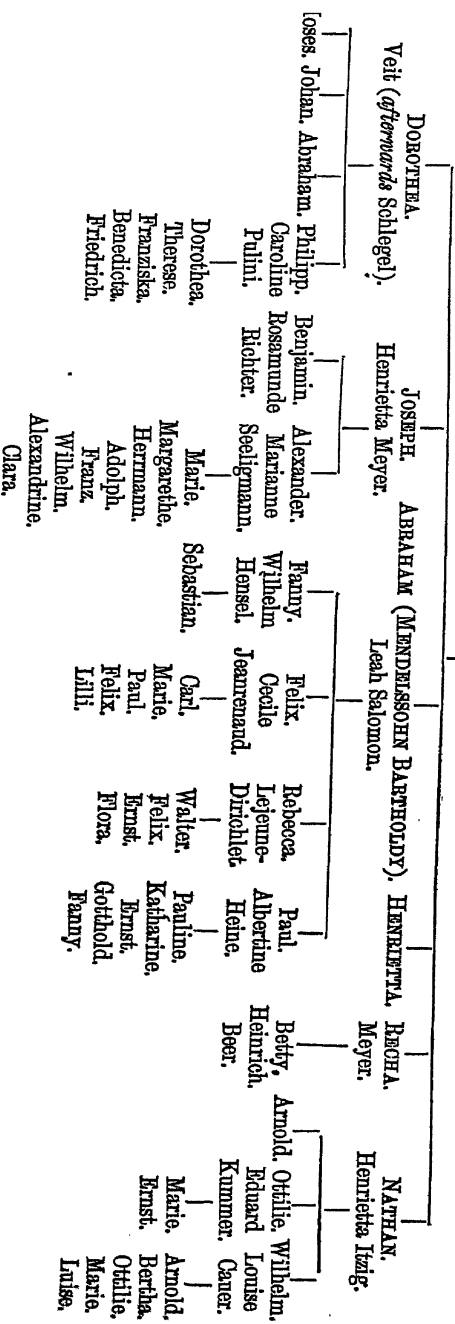 DOROTHEA.
Veit (afterwards Schlegel).
JOSEPH.
Henrietta Meyer.
ABRAHAM (MENDELSSOHN BARTHOLDY).
Leah Salomon.
HENRIETTA.
RECHA.
Meyer.
NATHAN.
Henrietta Itzig.
oses. Johan. Abraham. Philipp.
Caroline
Pulini.
Dorothea.
Therese.
Franziska.
Benedicta.
Friedrich.
Benjamin.
Rosamunde
Richter.
Alexander.
Marianne
Seeligmann.
Marie.
Margarethe.
Herrmann.
Adolph.
Franz.
Wilhelm.
Alexandrine.
Clara.
Fanny.
Wilhelm
Hensel.
Sebastian.
Felix.
Cecile
Jeanrenaud.
Carl.
Marie.
Paul.
Felix.
Lilli.
Rebecca.
Lejeune-
Dirichlet.
Walter.
Felix.
Ernst.
Flora.
Paul.
Albertine
Heine.
Pauline.
Katharine.
Ernst.
Gotthold.
Fanny.
Betty.
Heinrich.
Beer.
Arnold.
Ottilie.
Eduard
Kummer.
Marie.
Ernst.
Wilhelm.
Louise
Cauer.
Arnold.
Bertha.
Ottilie.
Marie.
Luise.